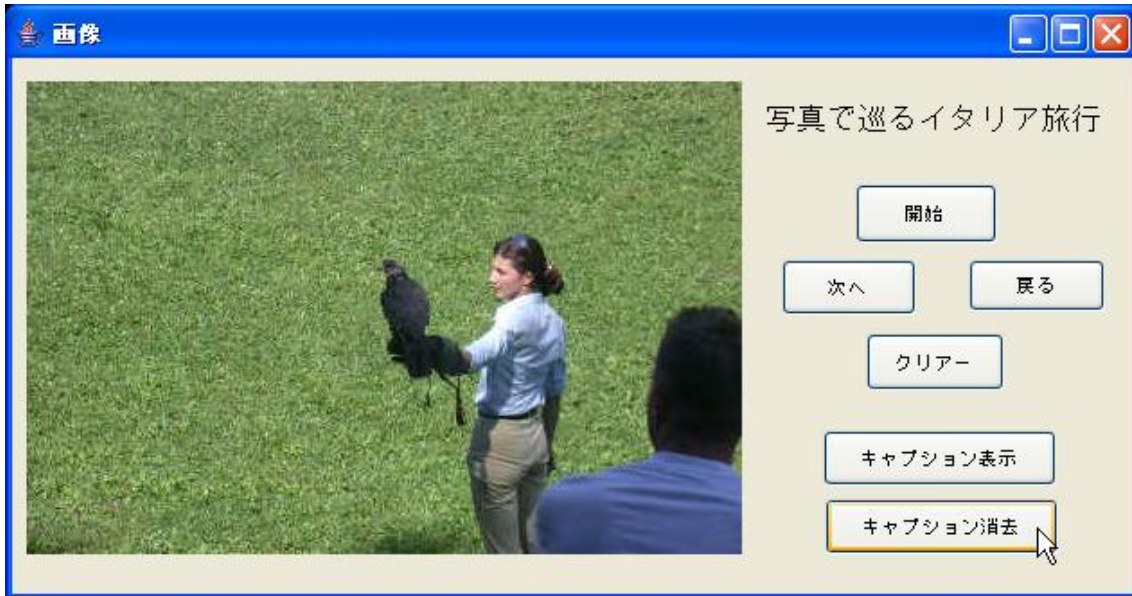 画像
写真で巡るイタリア旅行
開始
次へ
戻る
クリアー
キャプション表示
キャプション消去